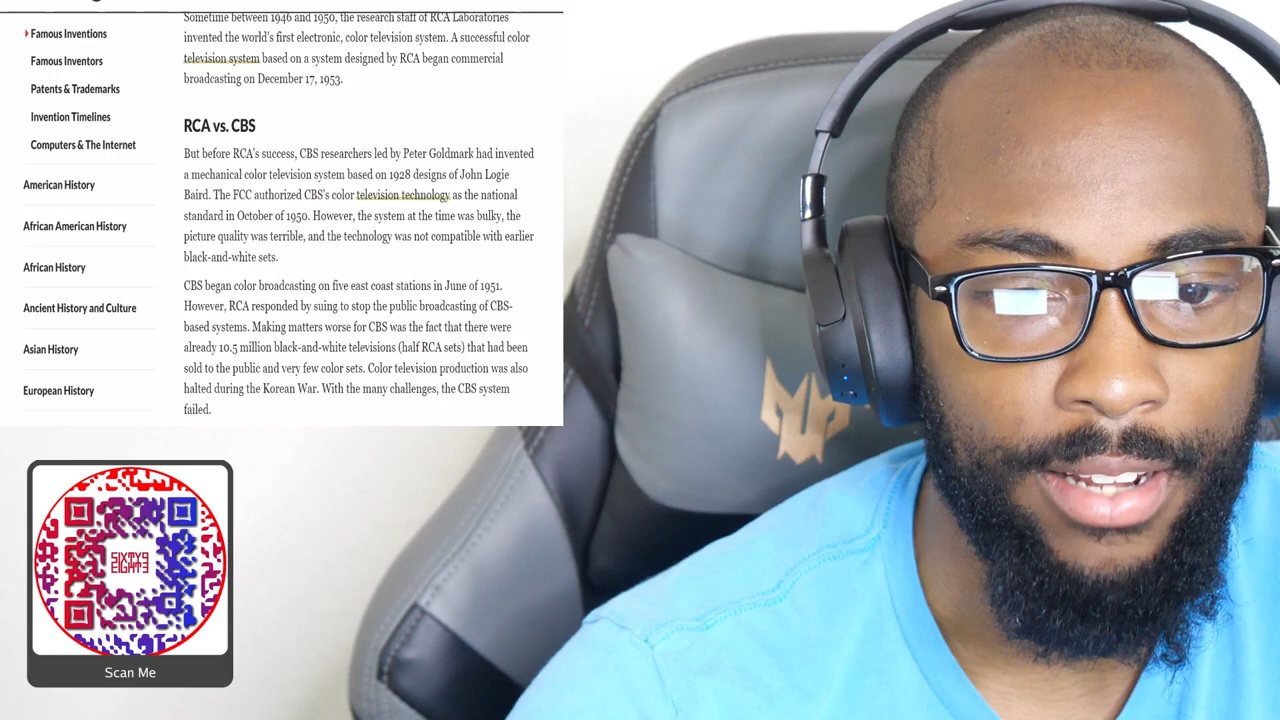 Sometime between 1946 and 1950, the research staff of RCA Laboratories
invented the world's first electronic, color television system. A successful color
television system based on a system designed by RCA began commercial
broadcasting on December 17, 1953.
RCA vs. CBS
But before RCA's success, CBS researchers led by Peter Goldmark had invented
a mechanical color television system based on 1928 designs of John Logie
Baird. The FCC authorized CBS's color television technology as the national
standard in October of 1950. However, the system at the time was bulky, the
picture quality was terrible, and the technology was not compatible with earlier
black-and-white sets.
CBS began color broadcasting on five east coast stations in June of 1951.
However, RCA responded by suing to stop the public broadcasting of CBS-
based systems. Making matters worse for CBS was the fact that there were
already 10.5 million black-and-white televisions (half RCA sets) that had been
sold to the public and very few color sets. Color television production was also
halted during the Korean War. With the many challenges, the CBS system
failed.
Famous Inventions
Famous Inventors
Patents & Trademarks
Invention Timelines
Computers & The Internet
American History
African American History
African History
Ancient History and Culture
Asian History
European History
SIXTY9
EIGHT3
Scan Me